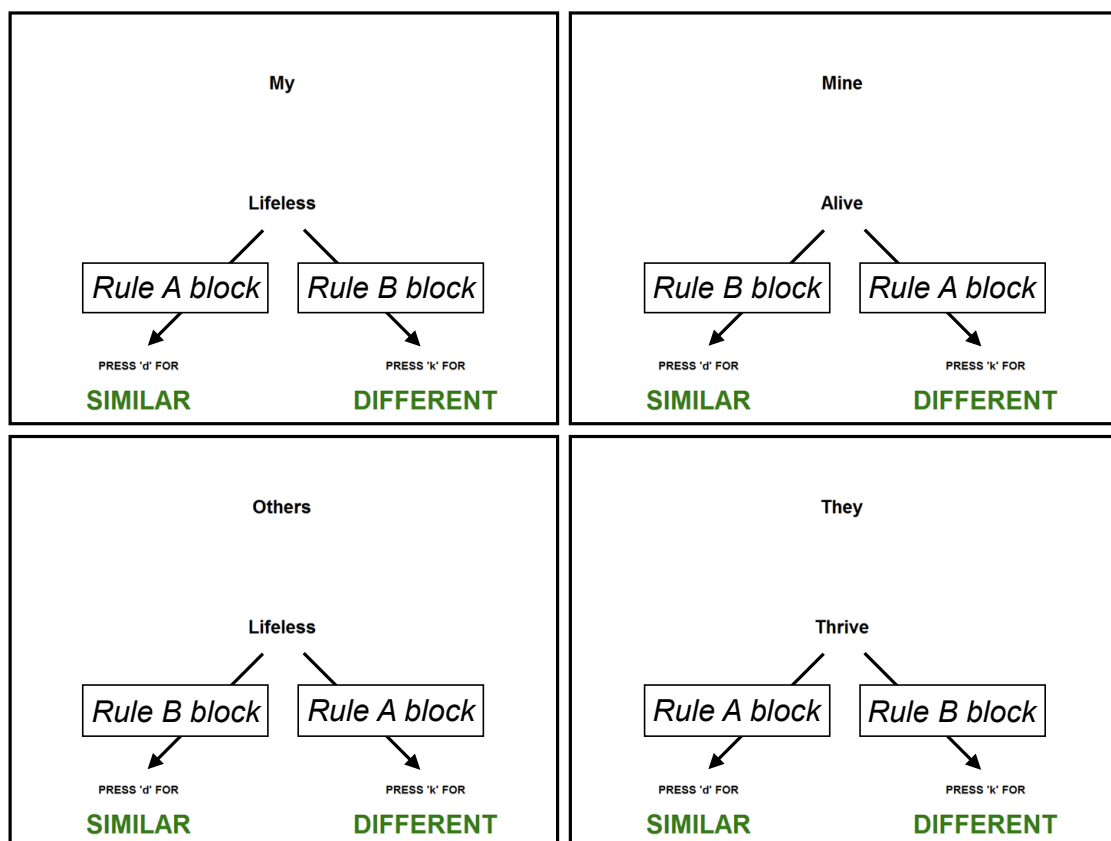 My
Lifeless
Rule A block
Rule B block
PRESS 'd' FOR
PRESS 'k' FOR
SIMILAR
DIFFERENT
Mine
Alive
Rule B block
Rule A block
PRESS 'd' FOR
PRESS 'k' FOR
SIMILAR
DIFFERENT
Others
Lifeless
Rule B block
Rule A block
PRESS 'd' FOR
PRESS 'k' FOR
SIMILAR
DIFFERENT
They
Thrive
Rule A block
Rule B block
PRESS 'd' FOR
PRESS 'k' FOR
SIMILAR
DIFFERENT